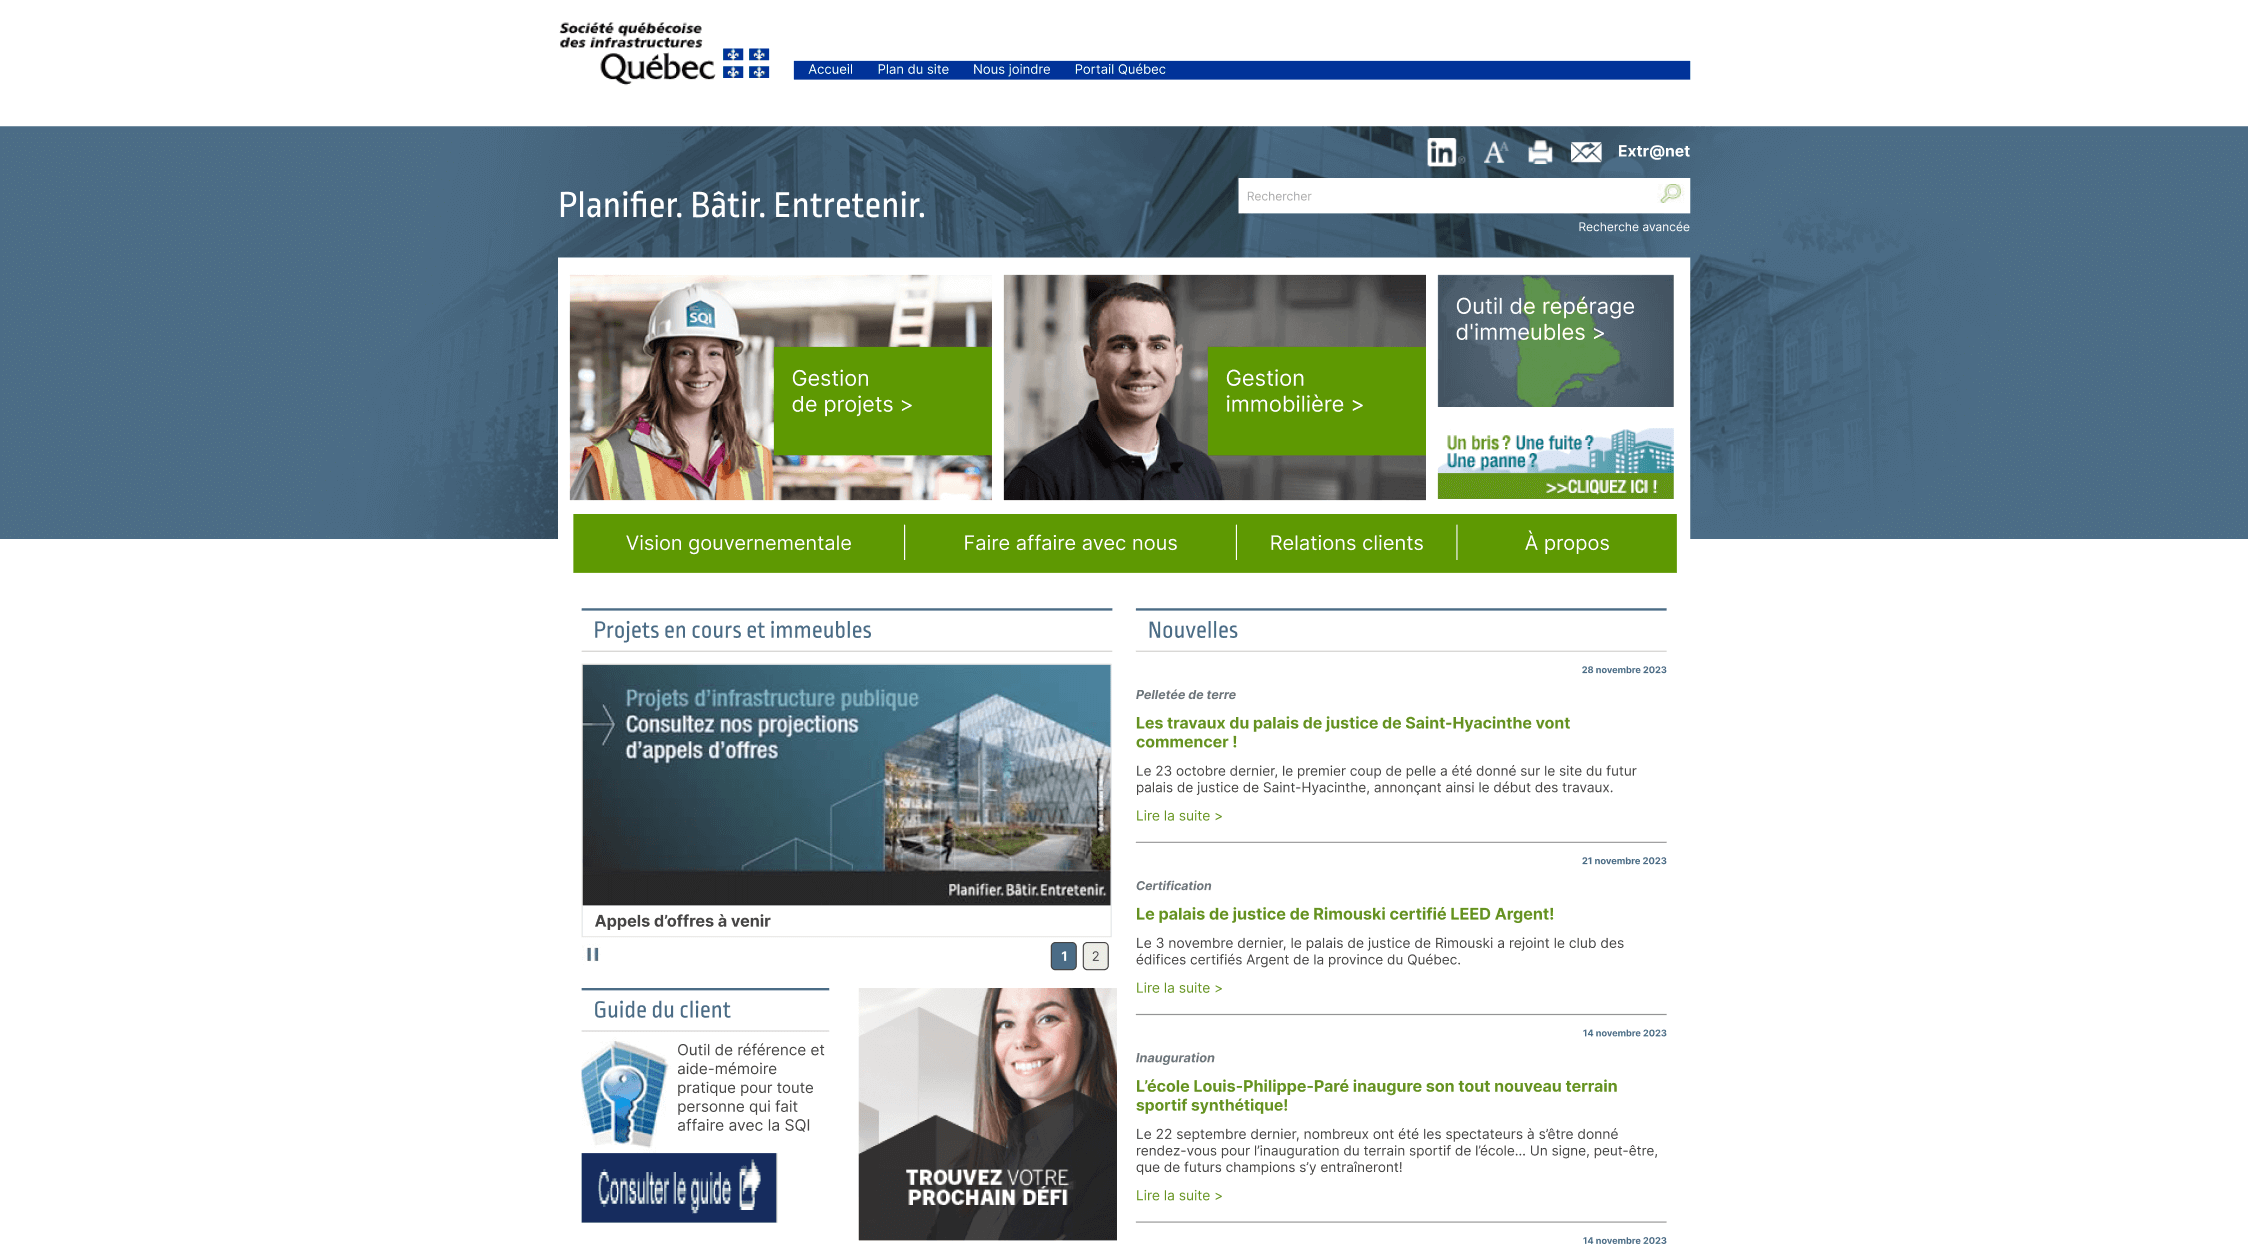 Société québécoise
des infrastructures
Québec
Accueil Plan du site Nous joindre Portail Québec
in
AA
Extr@net
Planifier. Bâtir. Entretenir.
Rechercher
Recherche avancée
SQI
Gestion
de projets >
Gestion
immobilière >
Outil de repérage
d'immeubles >
Un bris ? Une fuite ?
Une panne ?
>>CLIQUEZ ICI !
Vision gouvernementale Faire affaire avec nous Relations clients À propos
Projets en cours et immeubles
Projets d'infrastructure publique
Consultez nos projections
d'appels d'offres
Planifier. Bâtir. Entretenir.
Appels d’offres à venir
1 2
Guide du client
Outil de référence et
aide-mémoire
pratique pour toute
personne qui fait
affaire avec la SQI
Consulter le guide
TROUVEZ VOTRE
PROCHAIN DÉFI
Nouvelles
28 novembre 2023
Pelletée de terre
Les travaux du palais de justice de Saint-Hyacinthe vont
commencer !
Le 23 octobre dernier, le premier coup de pelle a été donné sur le site du futur
palais de justice de Saint-Hyacinthe, annonçant ainsi le début des travaux.
Lire la suite >
21 novembre 2023
Certification
Le palais de justice de Rimouski certifié LEED Argent!
Le 3 novembre dernier, le palais de justice de Rimouski a rejoint le club des
édifices certifiés Argent de la province du Québec.
Lire la suite >
14 novembre 2023
Inauguration
L’école Louis-Philippe-Paré inaugure son tout nouveau terrain
sportif synthétique!
Le 22 septembre dernier, nombreux ont été les spectateurs à s’être donné
rendez-vous pour l’inauguration du terrain sportif de l’école... Un signe, peut-être,
que de futurs champions s’y entraîneront!
Lire la suite >
14 novembre 2023